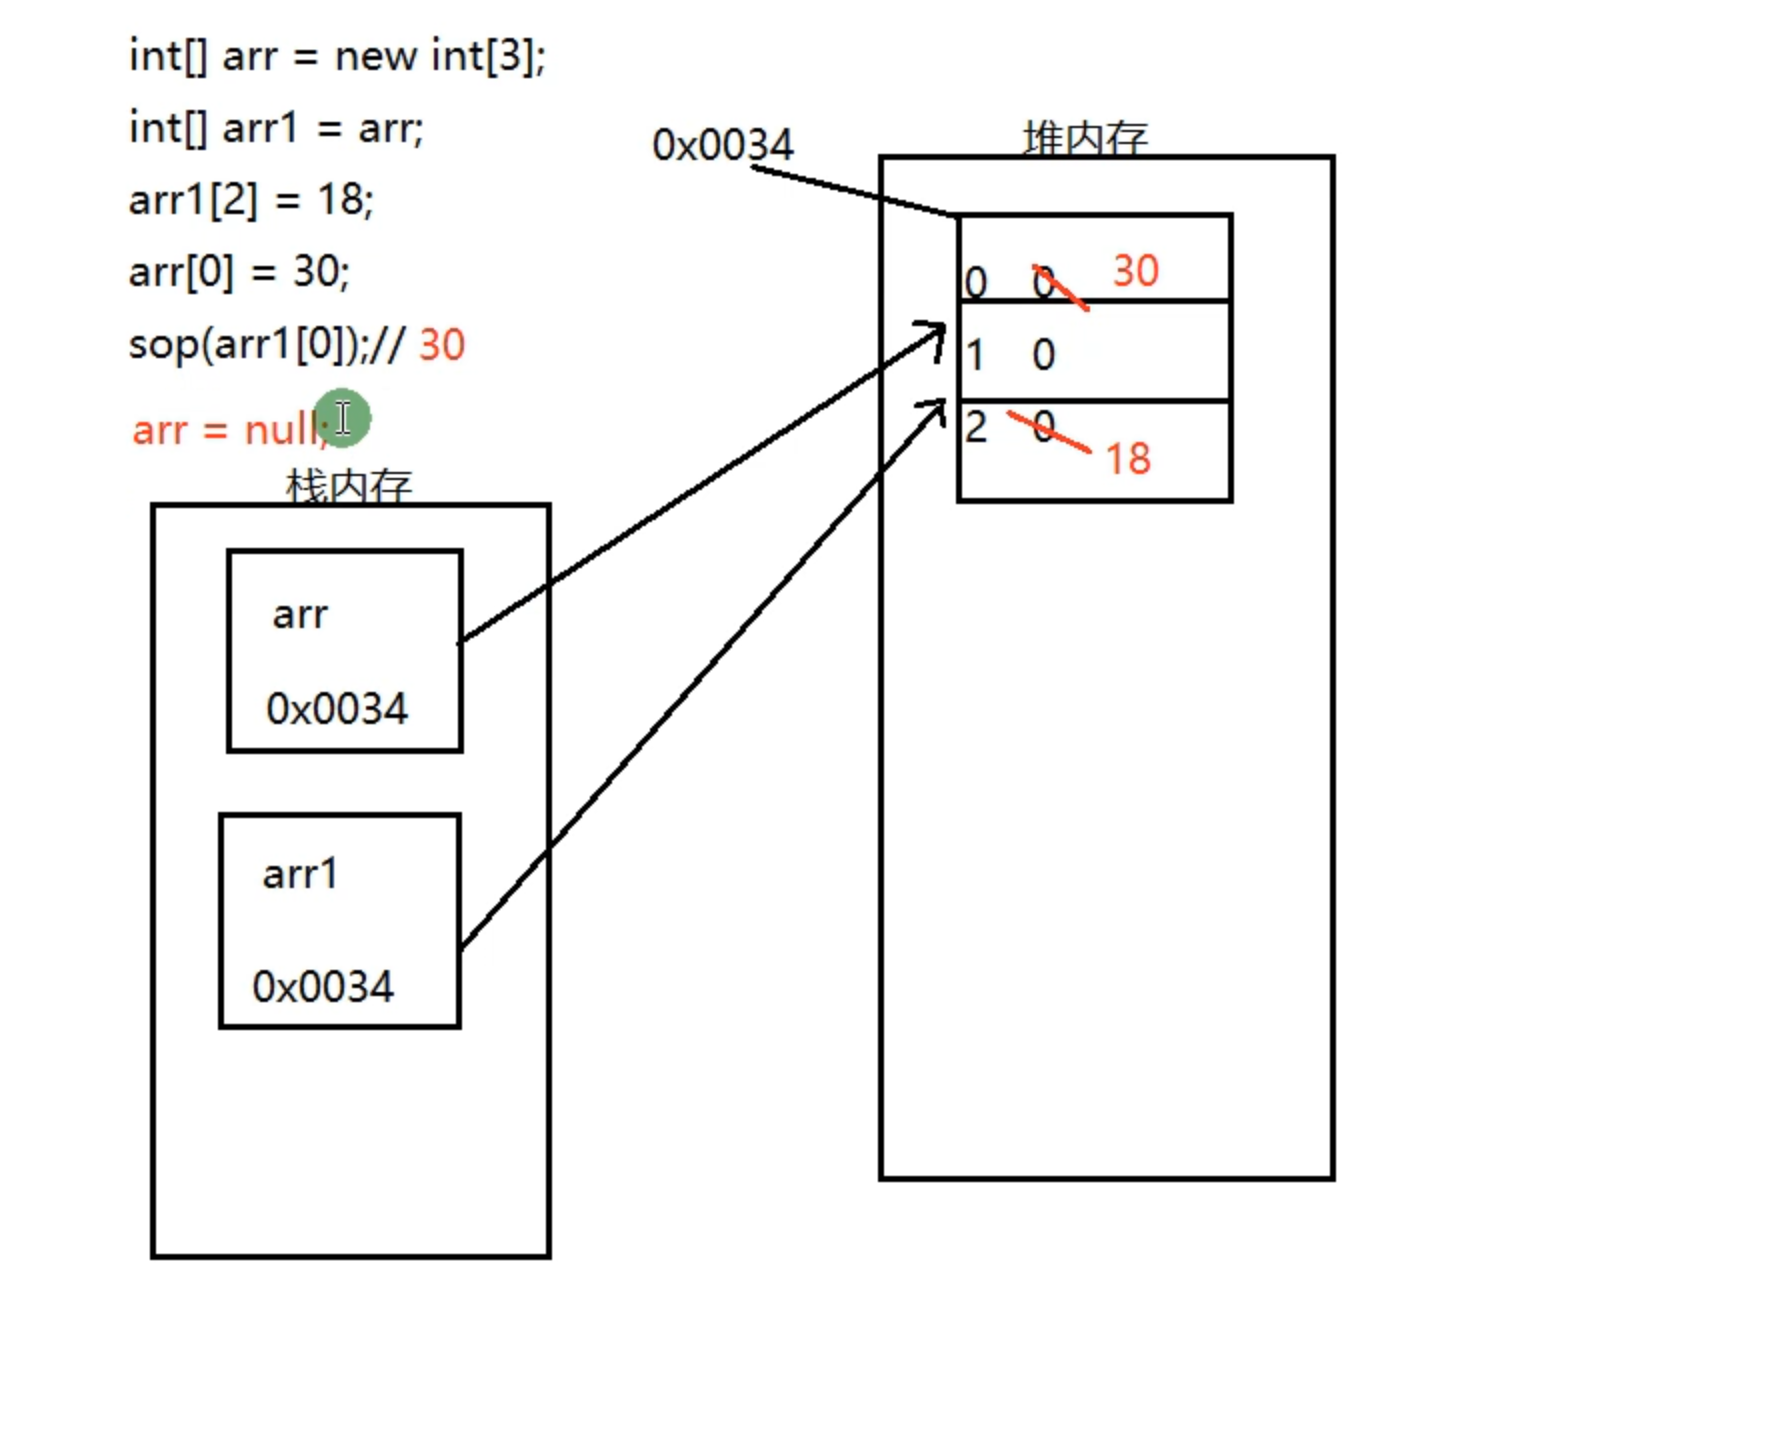 int[] arr = new int[3];
int[] arr1 = arr;
arr1[2] = 18;
arr[0] = 30;
sop(arr1[0]);// 30
arr = null;
栈内存
arr
0x0034
arr1
0x0034
0x0034
堆内存
0 0 30
1 0
2 0 18